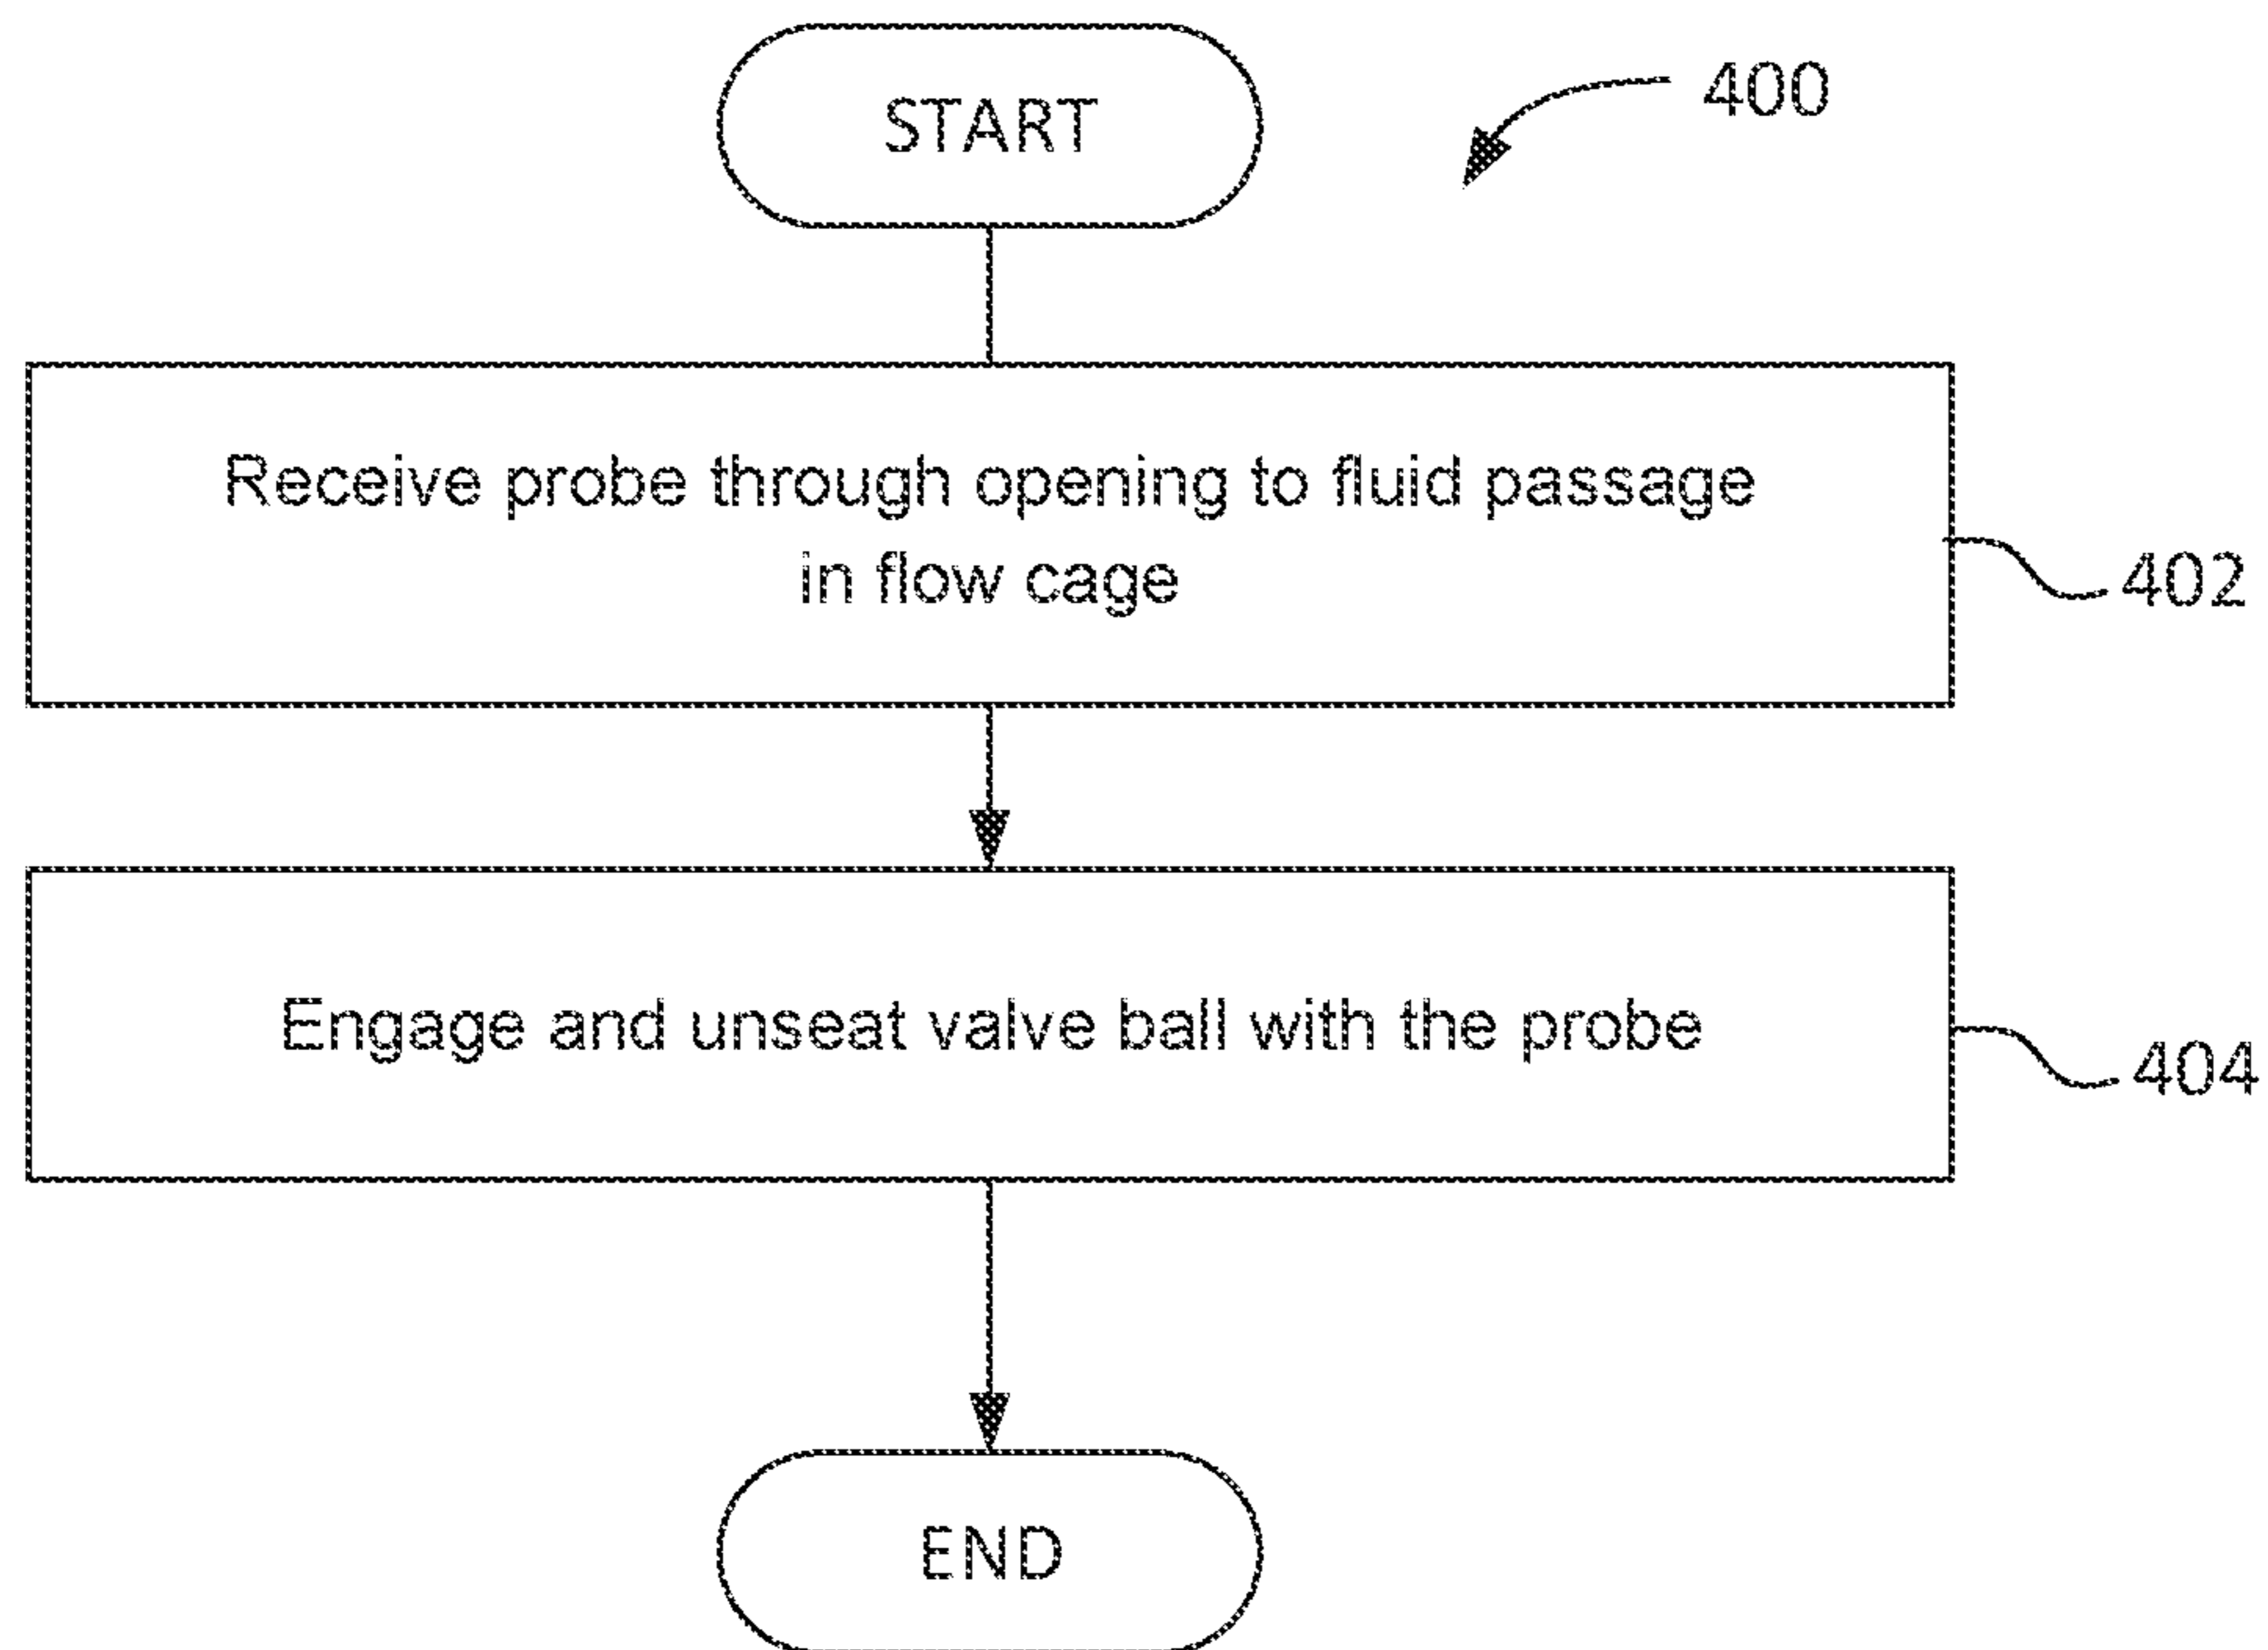 START
400
Receive probe through opening to fluid passage
in flow cage
402
Engage and unseat valve ball with the probe
404
END